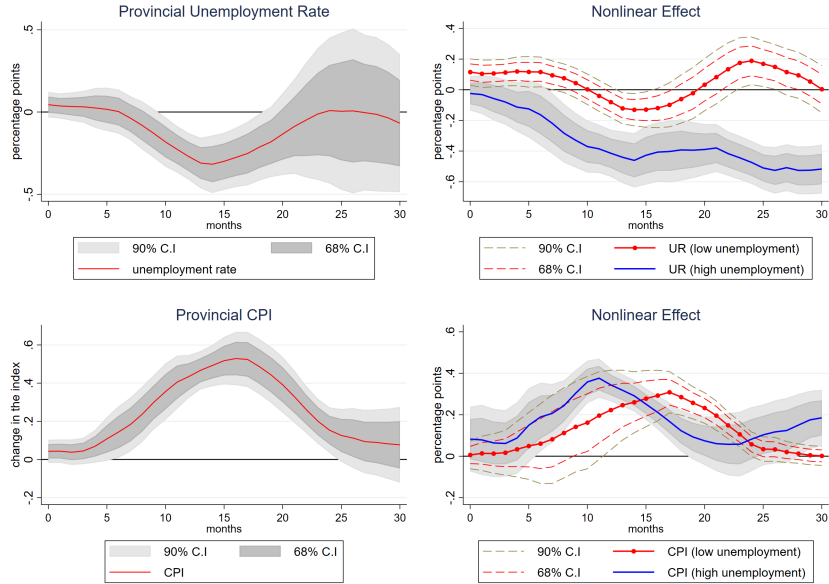 Provincial Unemployment Rate
percentage points
.5
0
-.5
0 5 10 15 20 25 30
months
90% C.I 68% C.I
unemployment rate
Nonlinear Effect
percentage points
.4
.2
0
-.2
-.4
-.6
0 5 10 15 20 25 30
months
90% C.I UR (low unemployment)
68% C.I UR (high unemployment)
Provincial CPI
change in the index
.6
.4
.2
0
-.2
0 5 10 15 20 25 30
months
90% C.I 68% C.I
CPI
Nonlinear Effect
percentage points
.6
.4
.2
0
-.2
0 5 10 15 20 25 30
months
90% C.I CPI (low unemployment)
68% C.I CPI (high unemployment)